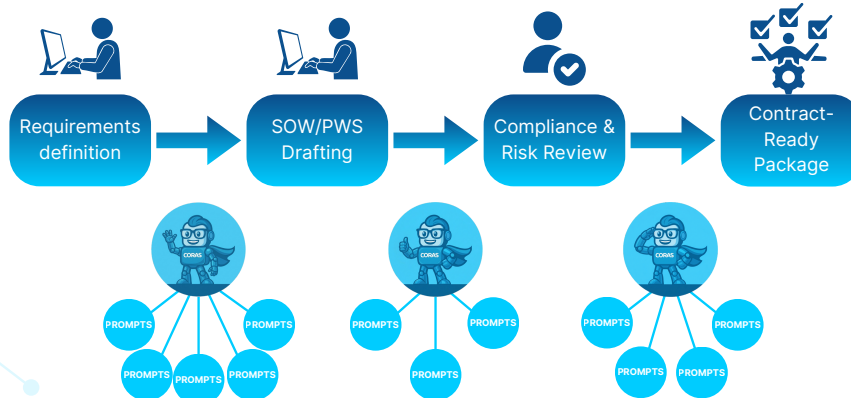 Requirements
definition
SOW/PWS
Drafting
Compliance &
Risk Review
Contract-
Ready
Package
CORAS
CORAS
CORAS
PROMPTS
PROMPTS
PROMPTS
PROMPTS
PROMPTS
PROMPTS
PROMPTS
PROMPTS
PROMPTS
PROMPTS
PROMPTS
PROMPTS